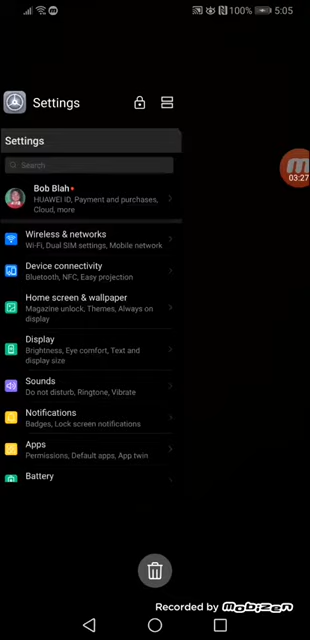 100% 5:05
Settings
Settings
Search
03:27
Bob Blah
HUAWEI ID, Payment and purchases,
Cloud, more
Wireless & networks
Wi-Fi, Dual SIM settings, Mobile network
Device connectivity
Bluetooth, NFC, Easy projection
Home screen & wallpaper
Magazine unlock, Themes, Always on
display
Display
Brightness, Eye comfort, Text and
display size
Sounds
Do not disturb, Ringtone, Vibrate
Notifications
Badges, Lock screen notifications
Apps
Permissions, Default apps, App twin
Battery
Recorded by mobizen